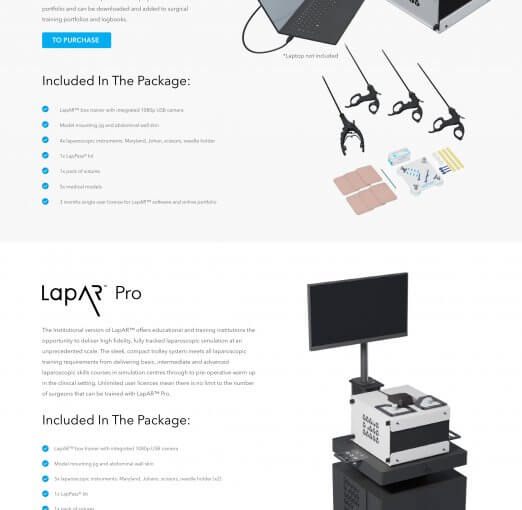 portfolio and can be downloaded and added to surgical
training portfolios and logbooks.
TO PURCHASE
*Laptop not included
Included In The Package:
LapAR™ box trainer with integrated 1080p USB camera
Model mounting jig and abdominal wall skin
4x laparoscopic instruments: Maryland, Johan, scissors, needle holder
1x LapPass® kit
1x pack of sutures
5x medical models
3 months single user licence for LapAR™ software and online portfolio
LapAR™ Pro
The Institutional version of LapAR™ offers educational and training institutions the
opportunity to deliver high fidelity, fully tracked laparoscopic simulation at an
unprecedented scale. The sleek, compact trolley system meets all laparoscopic
training requirements from delivering basic, intermediate and advanced
laparoscopic skills courses in simulation centres through to pre-operative warm up
in the clinical setting. Unlimited user licences mean there is no limit to the number
of surgeons that can be trained with LapAR™ Pro.
Included In The Package:
LapAR™ box trainer with integrated 1080p USB camera
Model mounting jig and abdominal wall skin
5x laparoscopic instruments: Maryland, Johans, scissors, needle holder (x2)
1x LapPass® kit
1x pack of sutures